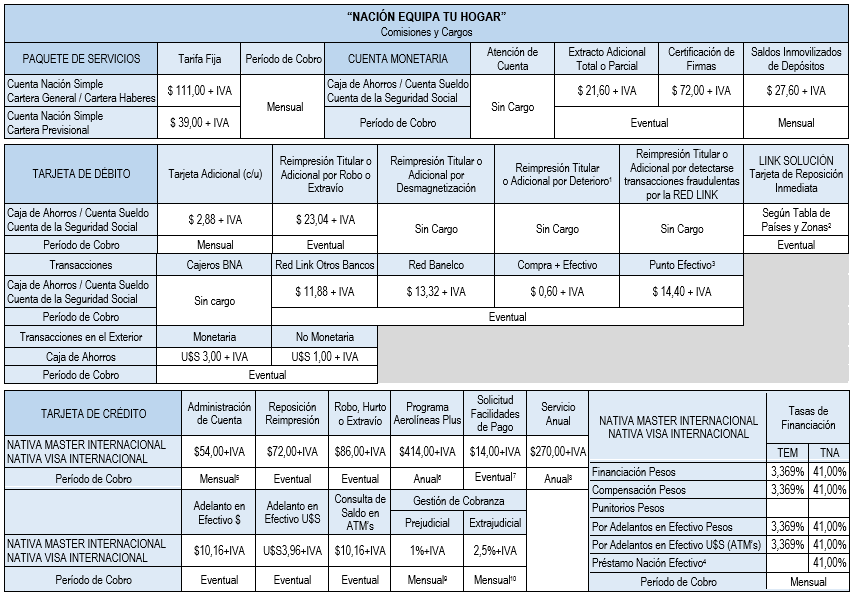 “NACIÓN EQUIPA TU HOGAR”
Comisiones y Cargos
PAQUETE DE SERVICIOS
Tarifa Fija
Período de Cobro
CUENTA MONETARIA
Atención de
Cuenta
Extracto Adicional
Total o Parcial
Certificación de
Firmas
Saldos Inmovilizados
de Depósitos
Cuenta Nación Simple
Cartera General / Cartera Haberes
$ 111,00 + IVA
Mensual
Caja de Ahorros / Cuenta Sueldo
Cuenta de la Seguridad Social
Sin Cargo
$ 21,60 + IVA
$ 72,00 + IVA
$ 27,60 + IVA
Cuenta Nación Simple
Cartera Previsional
$ 39,00 + IVA
Período de Cobro
Eventual
Mensual
TARJETA DE DÉBITO
Tarjeta Adicional (c/u)
Reimpresión Titular o
Adicional por Robo o
Extravío
Reimpresión Titular o
Adicional por
Desmagnetización
Reimpresión Titular
o Adicional por Deterioro¹
Reimpresión Titular o
Adicional por detectarse
transacciones fraudulentas
por la RED LINK
LINK SOLUCIÓN
Tarjeta de Reposición
Inmediata
Caja de Ahorros / Cuenta Sueldo
Cuenta de la Seguridad Social
$ 2,88 + IVA
$ 23,04 + IVA
Sin Cargo
Sin Cargo
Sin Cargo
Según Tabla de
Países y Zonas²
Período de Cobro
Mensual
Eventual
Eventual
Transacciones
Cajeros BNA
Red Link Otros Bancos
Red Banelco
Compra + Efectivo
Punto Efectivo³
Caja de Ahorros / Cuenta Sueldo
Cuenta de la Seguridad Social
Sin cargo
$ 11,88 + IVA
$ 13,32 + IVA
$ 0,60 + IVA
$ 14,40 + IVA
Período de Cobro
Eventual
Transacciones en el Exterior
Monetaria
No Monetaria
Caja de Ahorros
U$S 3,00 + IVA
U$S 1,00 + IVA
Período de Cobro
Eventual
TARJETA DE CRÉDITO
Administración
de Cuenta
Reposición
Reimpresión
Robo, Hurto
o Extravío
Programa
Aerolíneas Plus
Solicitud
Facilidades
de Pago
Servicio
Anual
NATIVA MASTER INTERNACIONAL
NATIVA VISA INTERNACIONAL
$54,00+IVA
$72,00+IVA
$86,00+IVA
$414,00+IVA
$14,00+IVA
$270,00+IVA
Período de Cobro
Mensual⁵
Eventual
Eventual
Anual⁶
Eventual⁷
Anual⁸
Adelanto en
Efectivo $
Adelanto en
Efectivo U$S
Consulta de
Saldo en
ATM's
Gestión de Cobranza
Prejudicial
Extrajudicial
NATIVA MASTER INTERNACIONAL
NATIVA VISA INTERNACIONAL
$10,16+IVA
U$S3,96+IVA
$10,16+IVA
1%+IVA
2,5%+IVA
Período de Cobro
Eventual
Eventual
Eventual
Mensual⁹
Mensual¹⁰
NATIVA MASTER INTERNACIONAL
NATIVA VISA INTERNACIONAL
Tasas de
Financiación
TEM
TNA
Financiación Pesos
3,369%
41,00%
Compensación Pesos
3,369%
41,00%
Punitorios Pesos
Por Adelantos en Efectivo Pesos
3,369%
41,00%
Por Adelantos en Efectivo U$S (ATM's)
3,369%
41,00%
Préstamo Nación Efectivo⁴
41,00%
Período de Cobro
Mensual